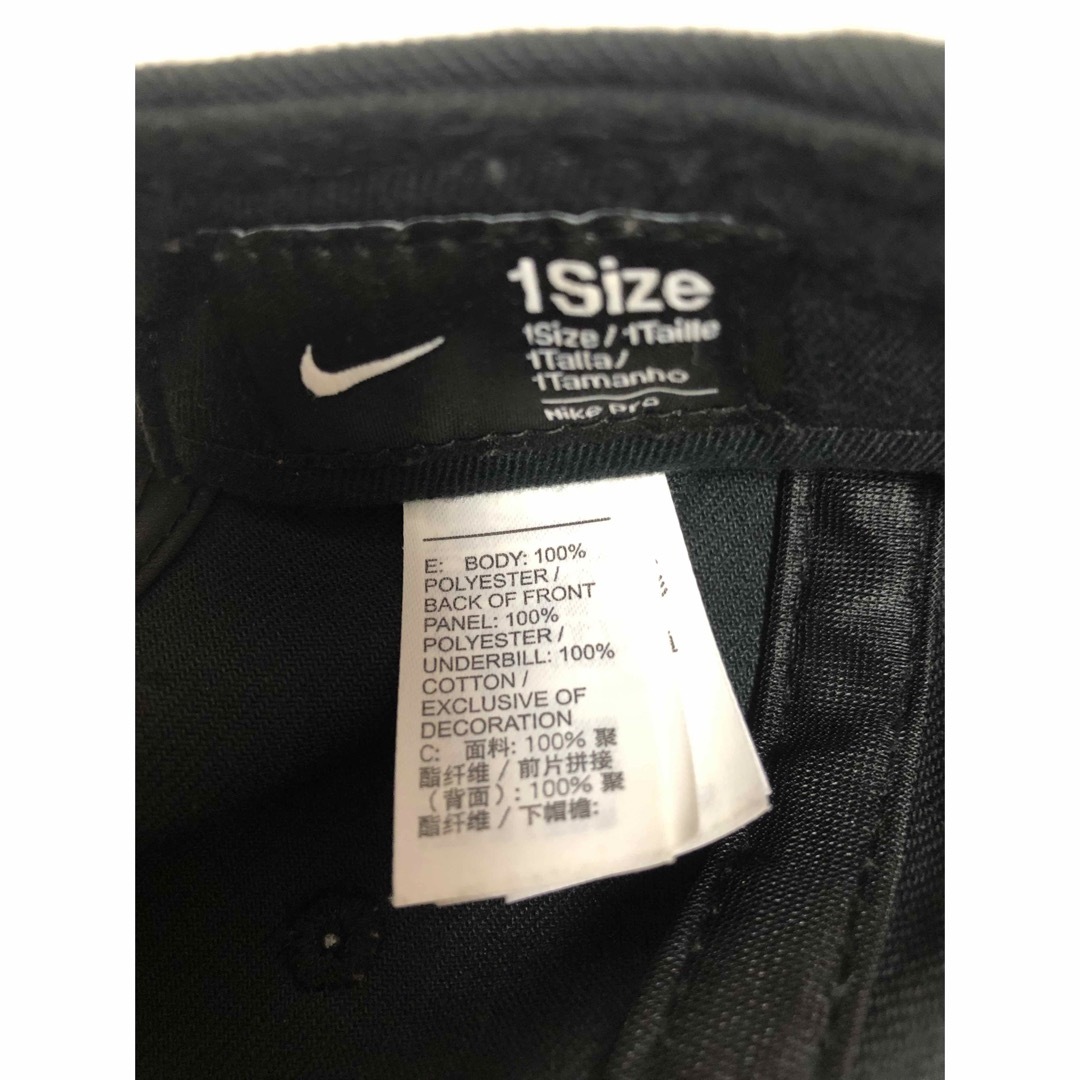 1Size
1Size / 1Taille
1Talla /
1Tamanho
Nike Pro
E: BODY: 100%
POLYESTER /
BACK OF FRONT
PANEL: 100%
POLYESTER /
UNDERBILL: 100%
COTTON /
EXCLUSIVE OF
DECORATION
C: 面料: 100% 聚
酯纤维 / 前片拼接
（背面）: 100% 聚
酯纤维 / 下帽檐: